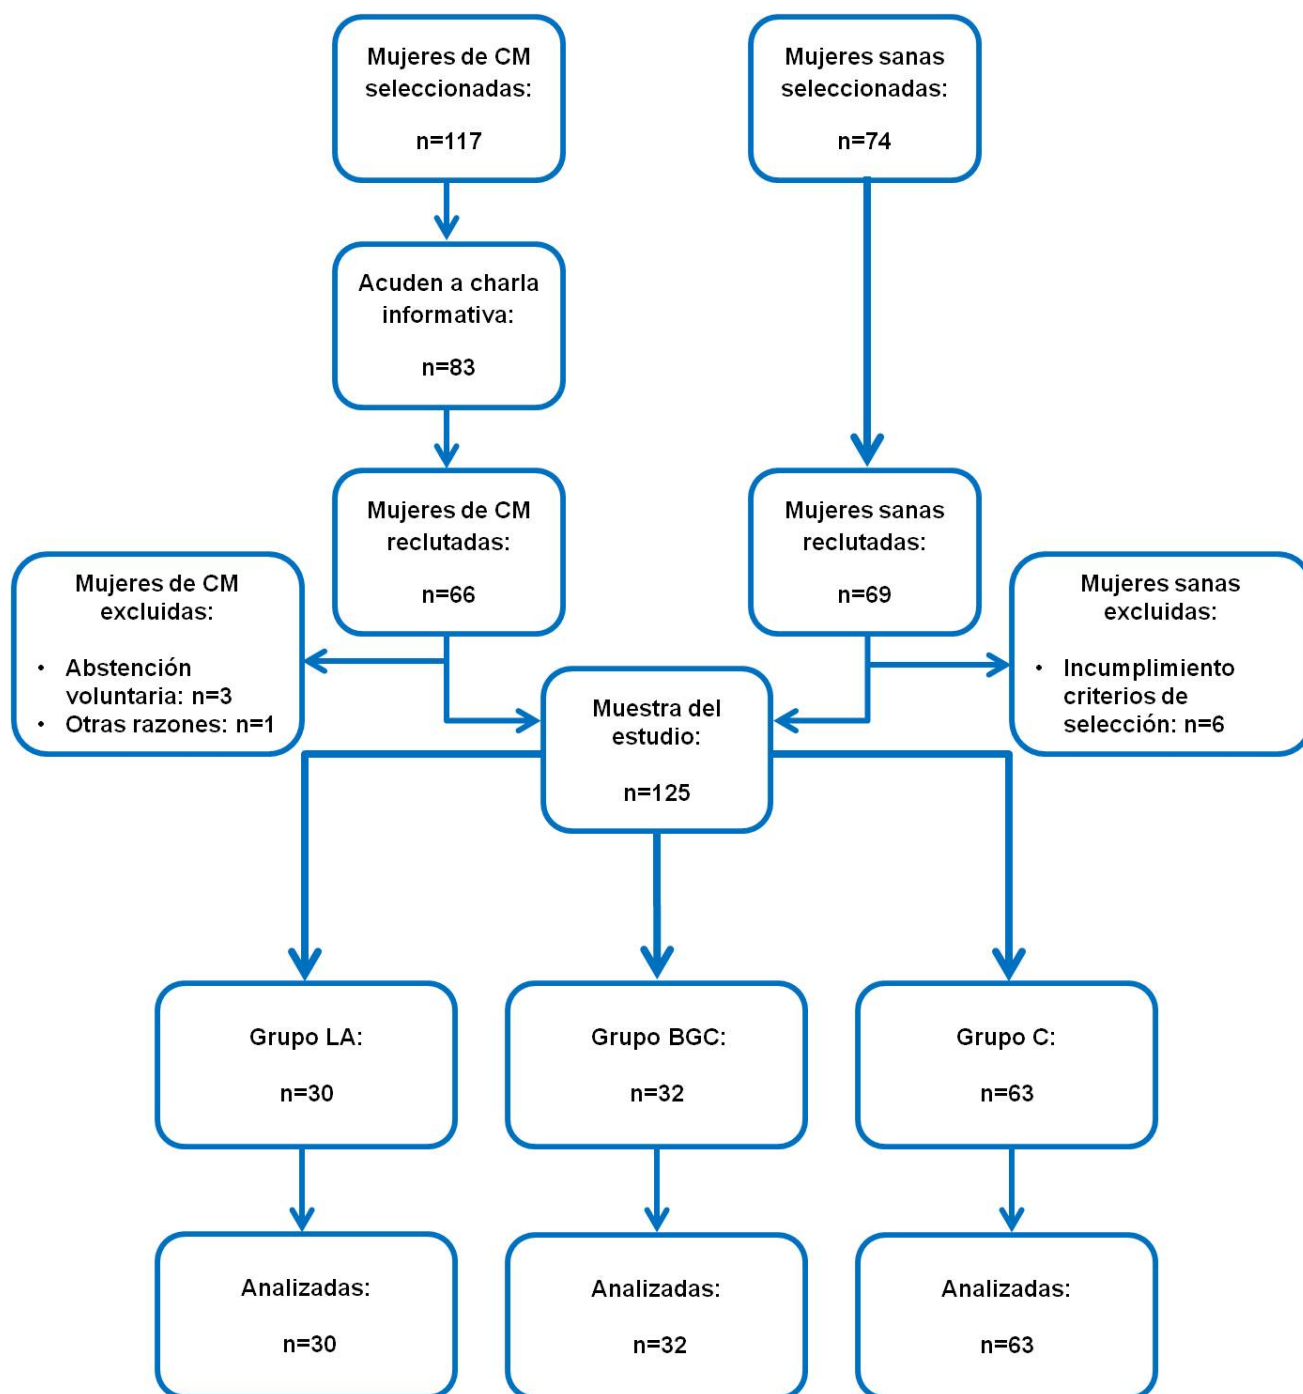 Mujeres de CM
seleccionadas:
n=117
Mujeres sanas
seleccionadas:
n=74
Acuden a charla
informativa:
n=83
Mujeres de CM
reclutadas:
n=66
Mujeres sanas
reclutadas:
n=69
Mujeres de CM
excluidas:
• Abstención
voluntaria: n=3
• Otras razones: n=1
Mujeres sanas
excluidas:
• Incumplimiento
criterios de
selección: n=6
Muestra del
estudio:
n=125
Grupo LA:
n=30
Grupo BGC:
n=32
Grupo C:
n=63
Analizadas:
n=30
Analizadas:
n=32
Analizadas:
n=63